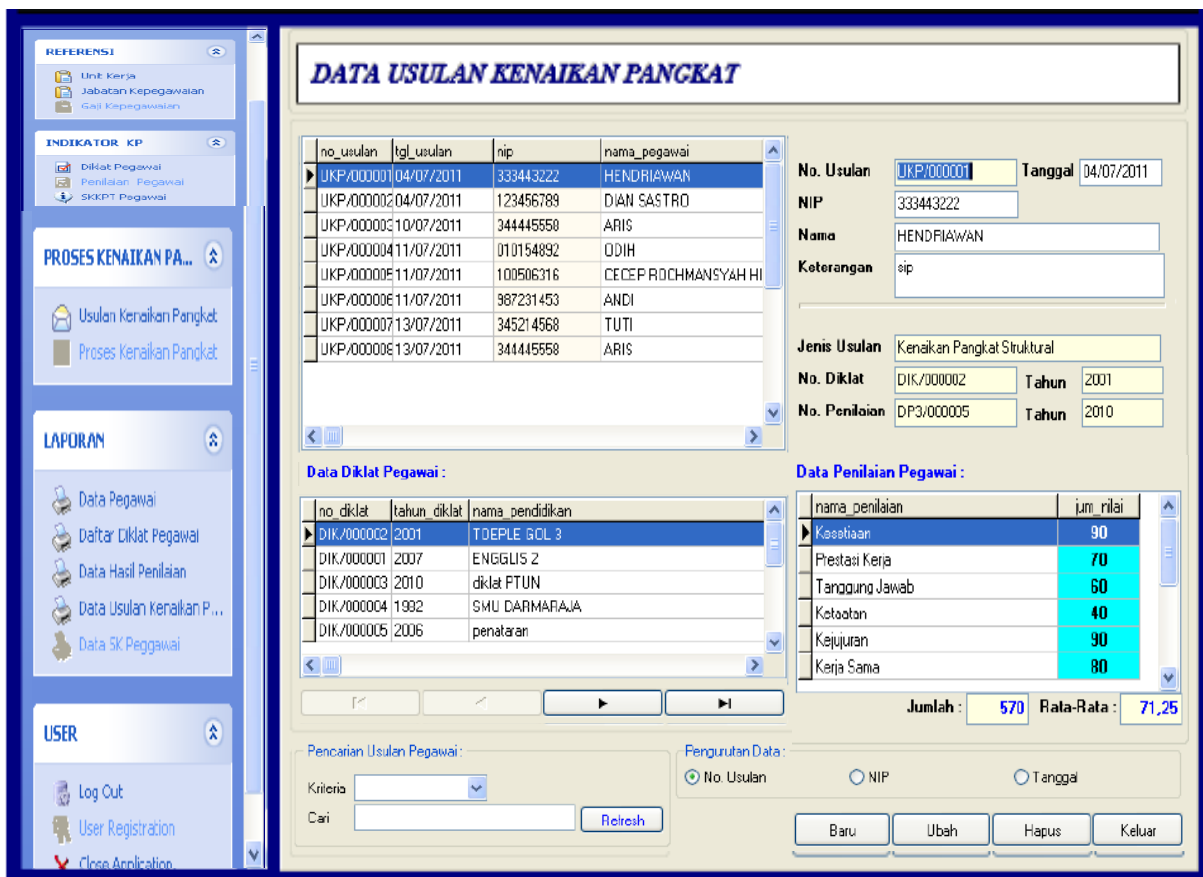 REFERENSI
Unit Kerja
Jabatan Kepegawaian
Gaji Kepegawaian
INDIKATOR KP
Diklat Pegawai
Penilaian Pegawai
SKKPT Pegawai
PROSES KENAIKAN PA...
Usulan Kenaikan Pangkat
Proses Kenaikan Pangkat
LAPORAN
Data Pegawai
Daftar Diklat Pegawai
Data Hasil Penilaian
Data Usulan Kenaikan P...
Data SK Peggawai
USER
Log Out
User Registration
Close Application
DATA USULAN KENAIKAN PANGKAT
no_usulan tgl_usulan nip nama_pegawai
UKP/000001 04/07/2011 333443222 HENDRIAWAN
UKP/000002 04/07/2011 123456789 DIAN SASTRO
UKP/000003 10/07/2011 344445558 ARIS
UKP/000004 11/07/2011 010154892 ODIH
UKP/000005 11/07/2011 100506316 CECEP ROCHMANSYAH HI
UKP/000006 11/07/2011 987231453 ANDI
UKP/000007 13/07/2011 345214568 TUTI
UKP/000008 13/07/2011 344445558 ARIS
No. Usulan UKP/000001 Tanggal 04/07/2011
NIP 333443222
Nama HENDRIAWAN
Keterangan sip
Jenis Usulan Kenaikan Pangkat Struktural
No. Diklat DIK/000002 Tahun 2001
No. Penilaian DP3/000005 Tahun 2010
Data Diklat Pegawai :
no_diklat tahun_diklat nama_pendidikan
DIK/000002 2001 TOEPLE GOL 3
DIK/000001 2007 ENGGLIS 2
DIK/000003 2010 diklat PTUN
DIK/000004 1992 SMU DARMARAJA
DIK/000005 2006 penataran
Data Penilaian Pegawai :
nama_penilaian jum_nilai
Kesetiaan 90
Prestasi Kerja 70
Tanggung Jawab 60
Ketaatan 40
Kejujuran 90
Kerja Sama 80
Jumlah : 570 Rata-Rata : 71,25
Pencarian Usulan Pegawai :
Kriteria
Cari Refresh
Pengurutan Data :
No. Usulan NIP Tanggal
Baru Ubah Hapus Keluar